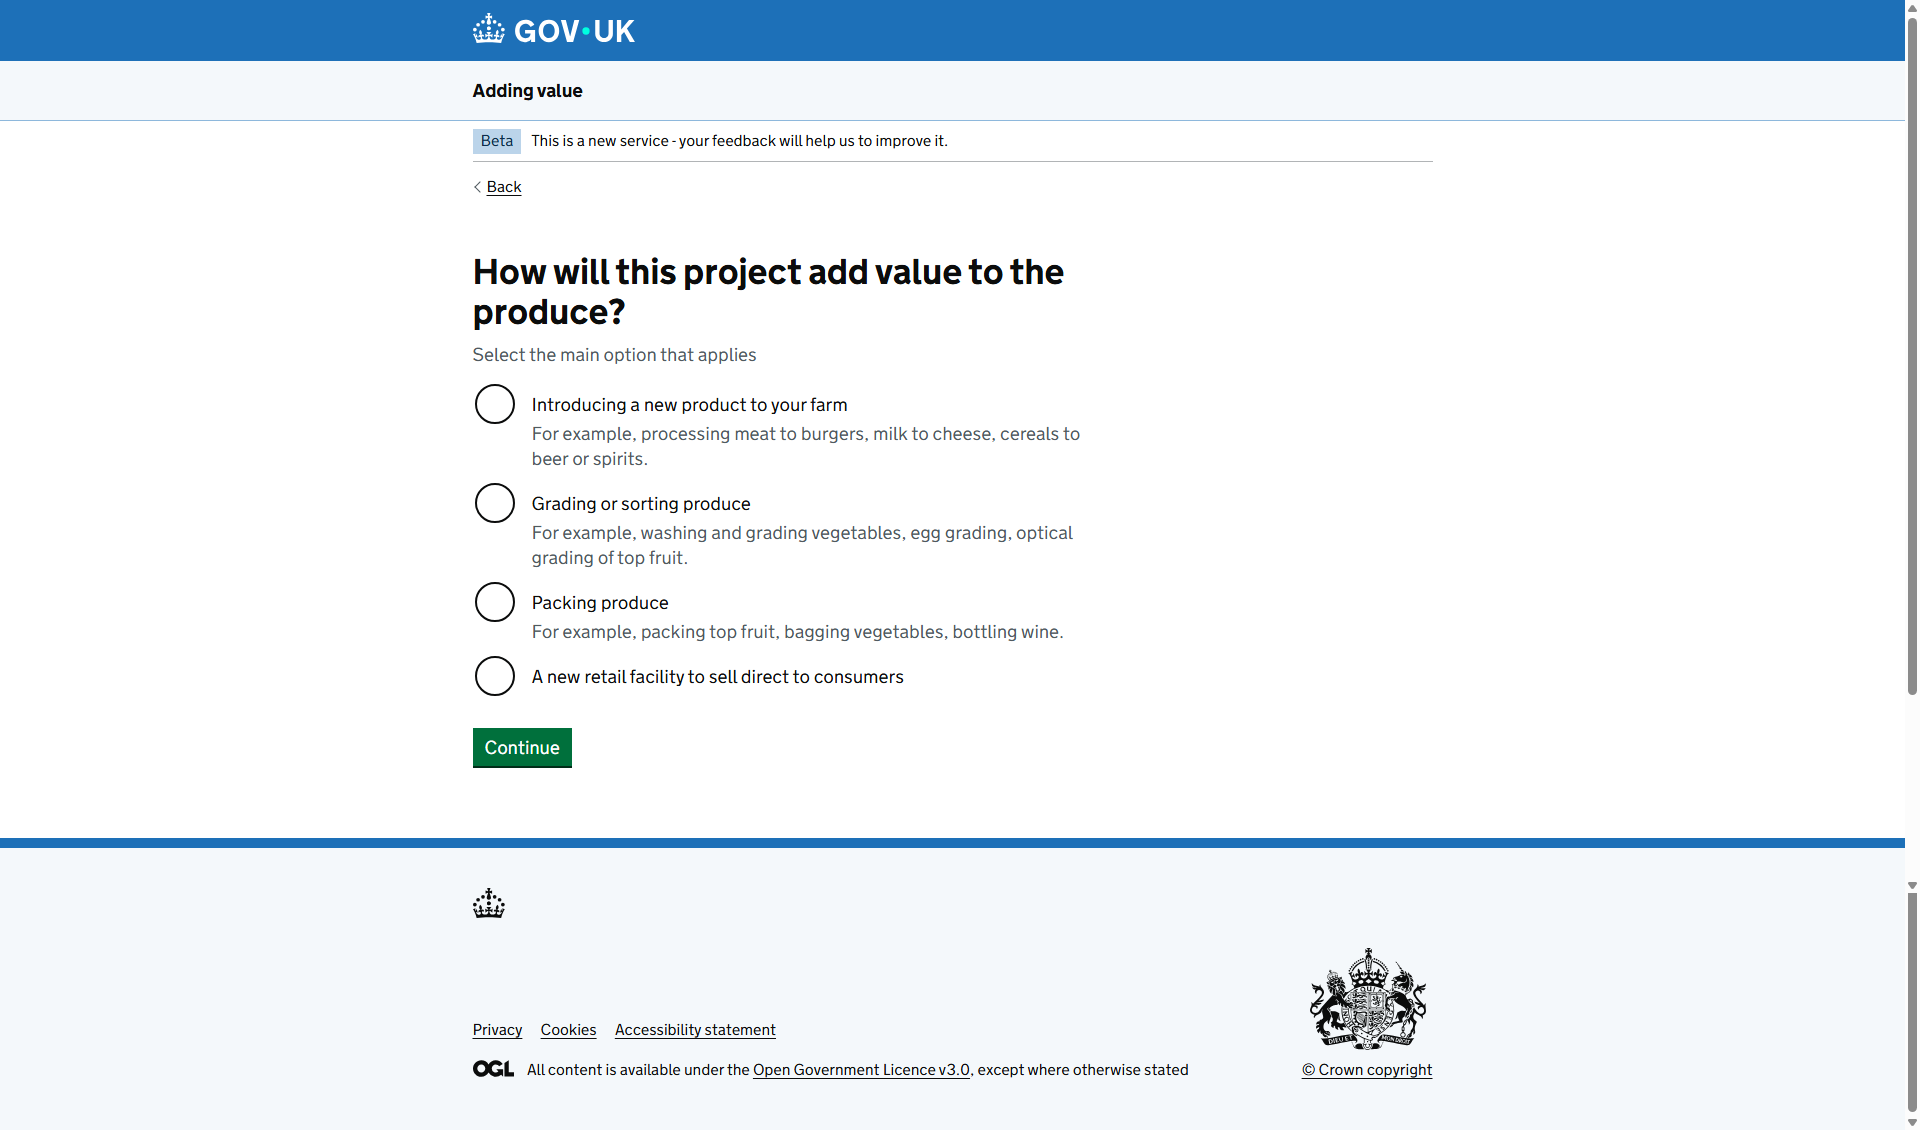 GOV·UK
Adding value
Beta This is a new service - your feedback will help us to improve it.
Back
How will this project add value to the
produce?
Select the main option that applies
Introducing a new product to your farm
For example, processing meat to burgers, milk to cheese, cereals to
beer or spirits.
Grading or sorting produce
For example, washing and grading vegetables, egg grading, optical
grading of top fruit.
Packing produce
For example, packing top fruit, bagging vegetables, bottling wine.
A new retail facility to sell direct to consumers
Continue
Privacy Cookies Accessibility statement
OGL All content is available under the Open Government Licence v3.0, except where otherwise stated
© Crown copyright